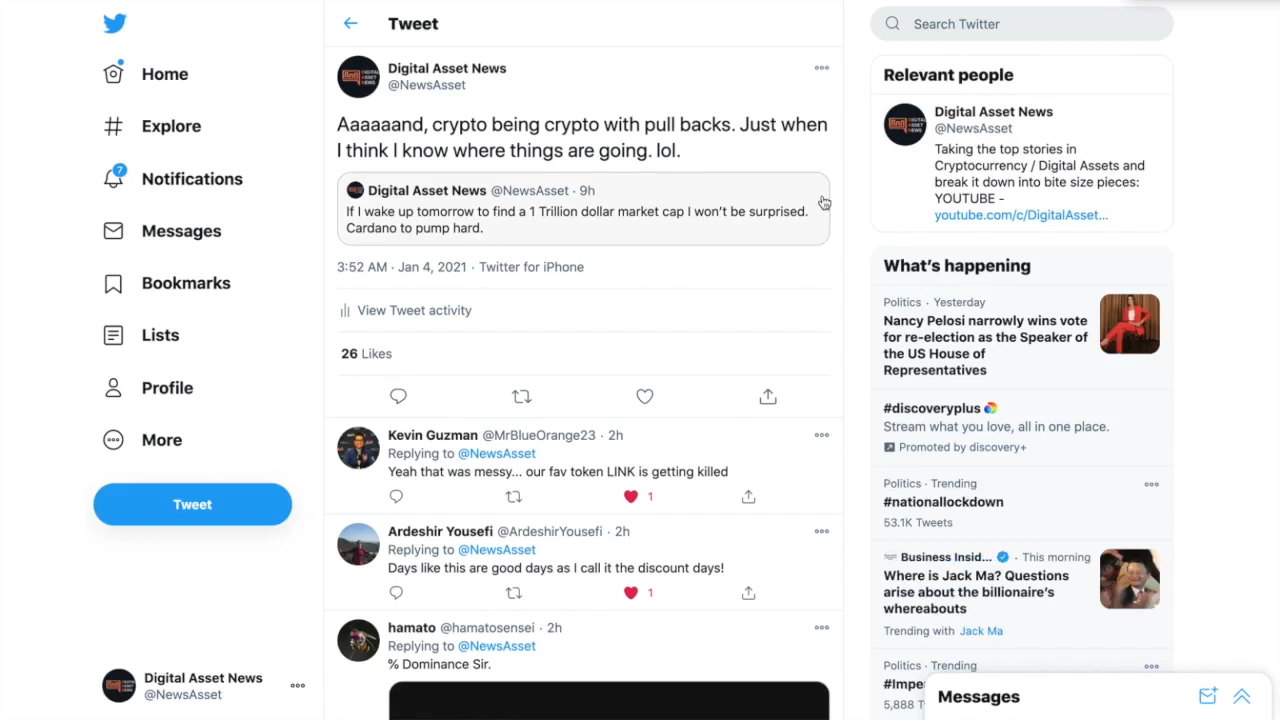 Home
Explore
7
Notifications
Messages
Bookmarks
Lists
Profile
More
Tweet
Digital Asset News
@NewsAsset
Tweet
Digital Asset News
@NewsAsset
Aaaaaand, crypto being crypto with pull backs. Just when
I think I know where things are going. lol.
Digital Asset News @NewsAsset · 9h
If I wake up tomorrow to find a 1 Trillion dollar market cap I won't be surprised.
Cardano to pump hard.
3:52 AM · Jan 4, 2021 · Twitter for iPhone
View Tweet activity
26 Likes
Kevin Guzman @MrBlueOrange23 · 2h
Replying to @NewsAsset
Yeah that was messy... our fav token LINK is getting killed
1
Ardeshir Yousefi @ArdeshirYousefi · 2h
Replying to @NewsAsset
Days like this are good days as I call it the discount days!
1
hamato @hamatosensei · 2h
Replying to @NewsAsset
% Dominance Sir.
Search Twitter
Relevant people
Digital Asset News
@NewsAsset
Taking the top stories in
Cryptocurrency / Digital Assets and
break it down into bite size pieces:
YOUTUBE -
youtube.com/c/DigitalAsset...
What's happening
Politics · Yesterday
Nancy Pelosi narrowly wins vote
for re-election as the Speaker of
the US House of
Representatives
#discoveryplus
Stream what you love, all in one place.
Promoted by discovery+
Politics · Trending
#nationallockdown
53.1K Tweets
Business Insid... · This morning
Where is Jack Ma? Questions
arise about the billionaire's
whereabouts
Trending with Jack Ma
Politics · Trending
#Impe
5,888 T
Messages